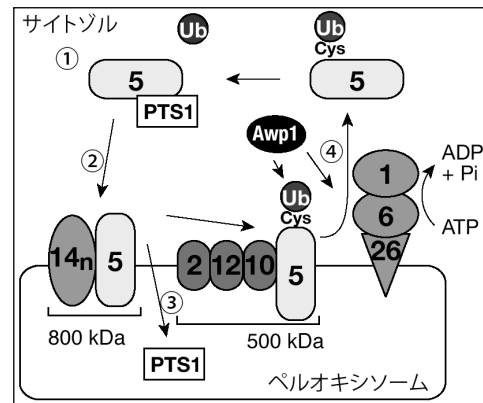 サイトゾル
①
Ub
Ub
Cys
5
5
PTS1
②
Awp1
④
1
ADP
+ Pi
Ub
Cys
6
ATP
14n
5
2
12
10
5
26
③
800 kDa
500 kDa
PTS1
ペルオキシソーム